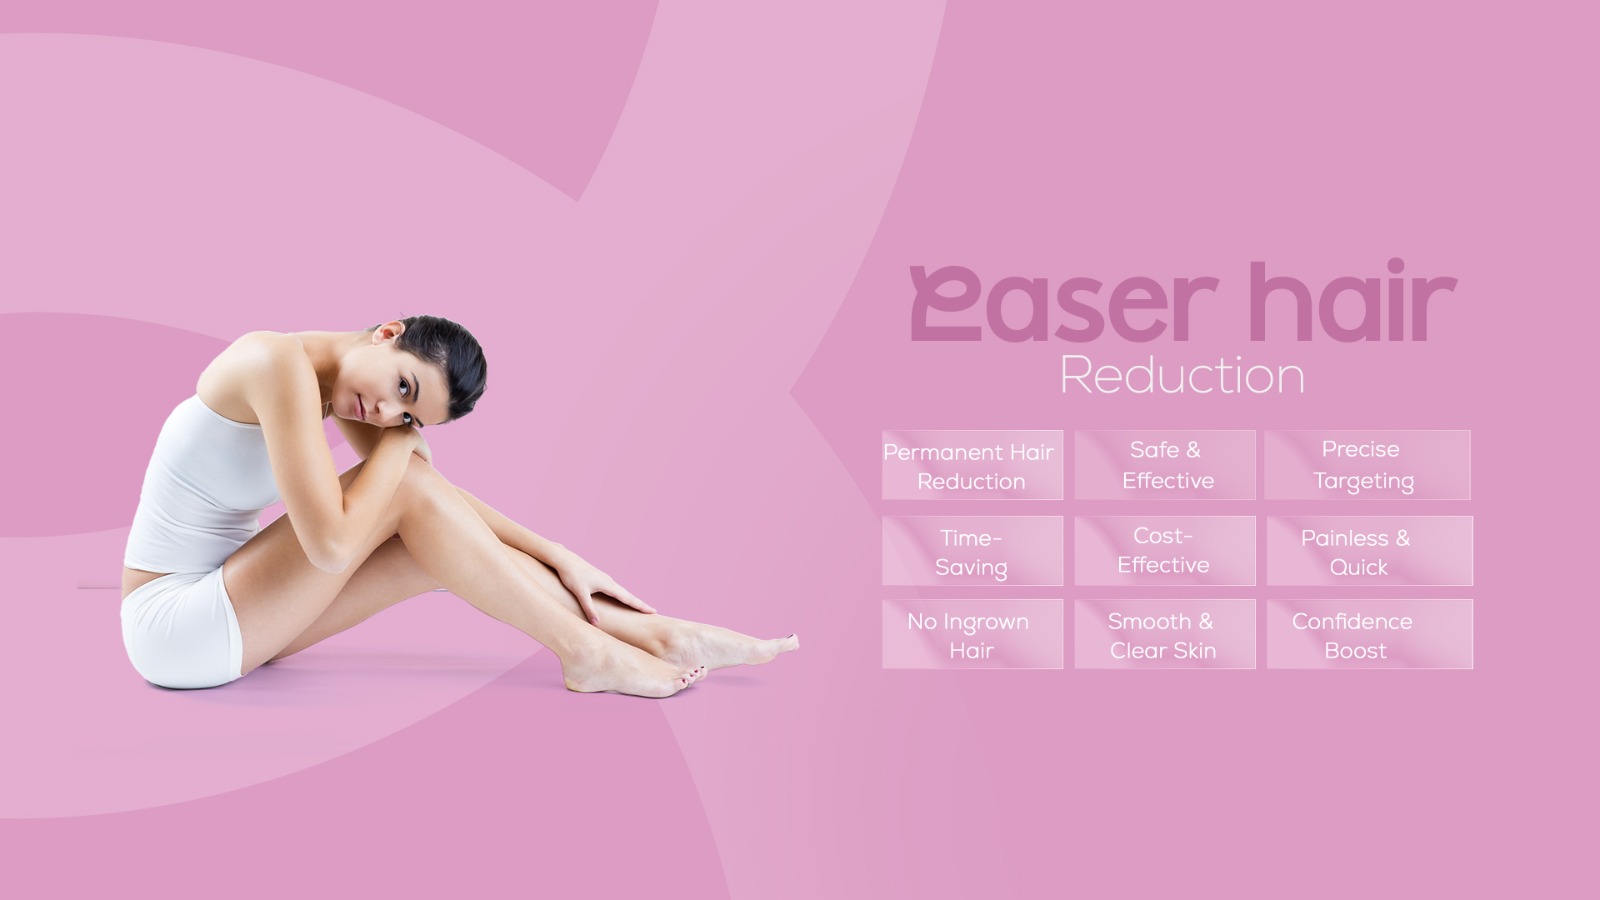 Laser hair
Reduction
Permanent Hair
Reduction
Safe &
Effective
Precise
Targeting
Time-
Saving
Cost-
Effective
Painless &
Quick
No Ingrown
Hair
Smooth &
Clear Skin
Confidence
Boost